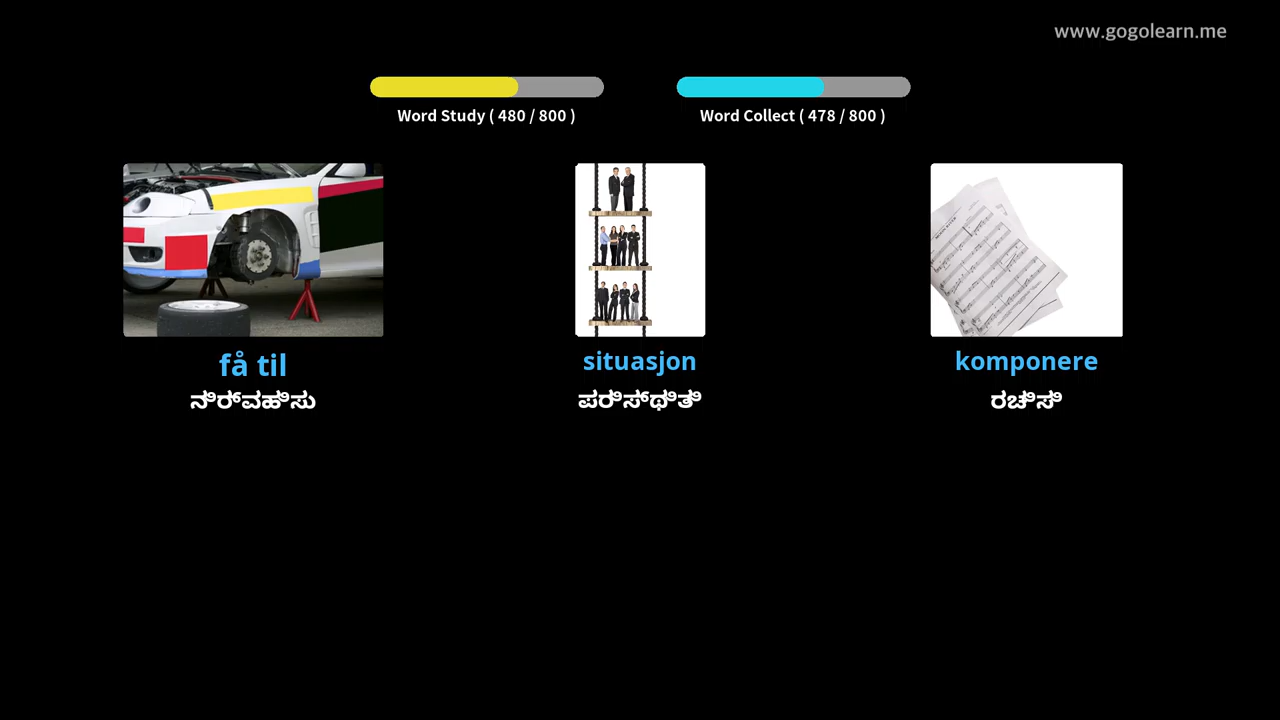 www.gogolearn.me
Word Study ( 480 / 800 )
Word Collect ( 478 / 800 )
få til
situasjon
komponere
ನಿರ್ವಹಿಸು
ಪರಿಸ್ಥಿತಿ
ರಚಿಸಿ